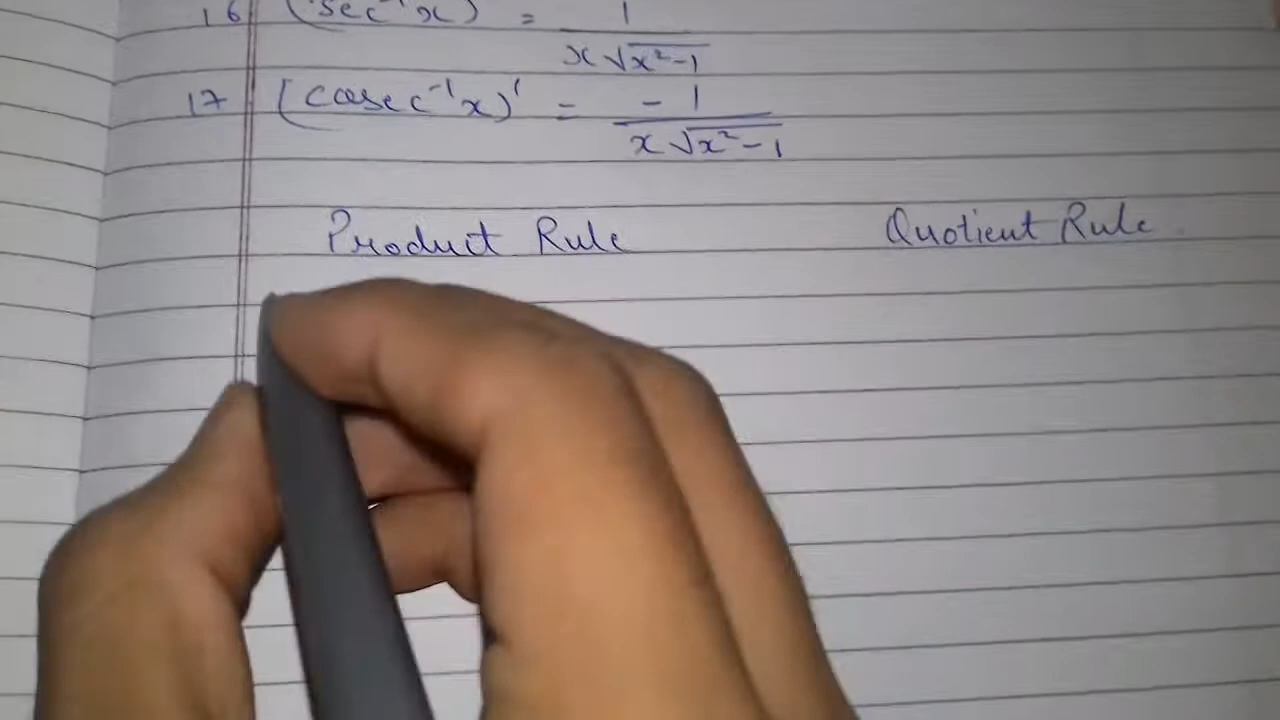 16 (sec⁻¹x) = 1/(x√(x²-1))
17 (cosec⁻¹x)' = -1/(x√(x²-1))
Product Rule Quotient Rule